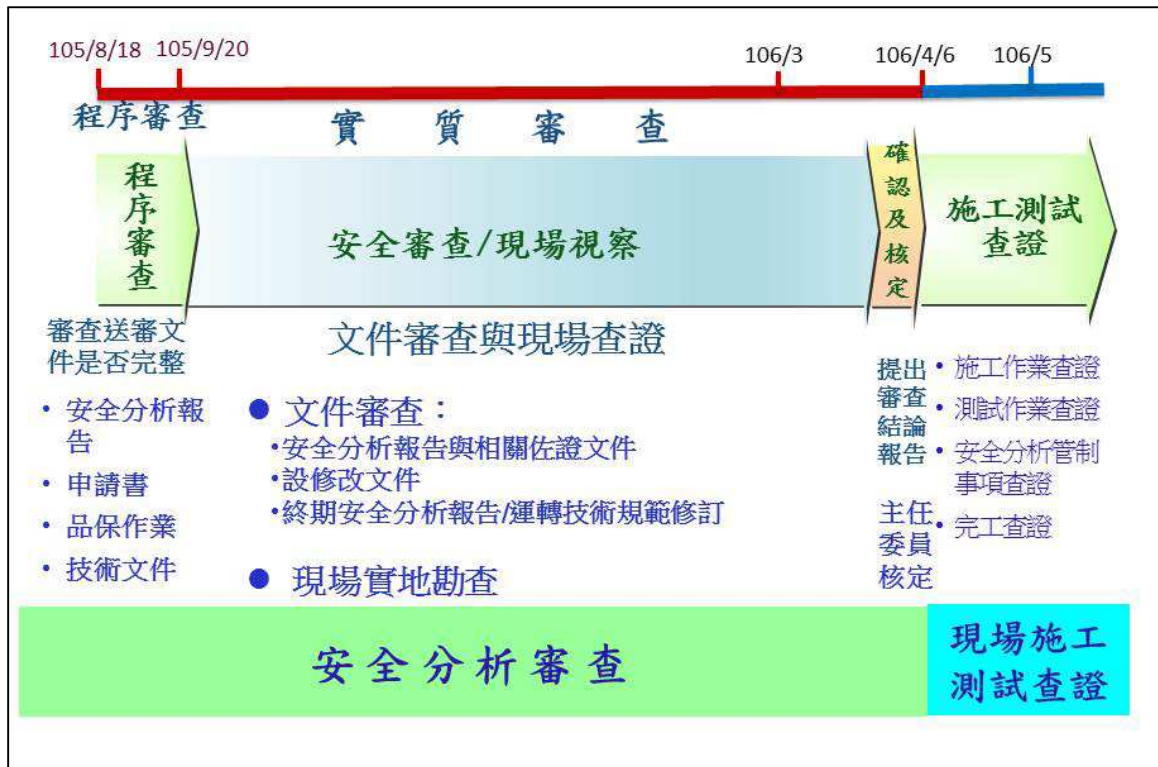 105/8/18 105/9/20 106/3 106/4/6 106/5
程序審查 實質審查
程序審查
安全審查/現場視察
確認及核定
施工測試
查證
審查送審文
件是否完整
• 安全分析報
告
• 申請書
• 品保作業
• 技術文件
文件審查與現場查證
● 文件審查：
•安全分析報告與相關佐證文件
•設修改文件
•終期安全分析報告/運轉技術規範修訂
● 現場實地勘查
提出
審查
結論
報告
主任
委員
核定
• 施工作業查證
• 測試作業查證
• 安全分析管制
事項查證
• 完工查證
安全分析審查
現場施工
測試查證